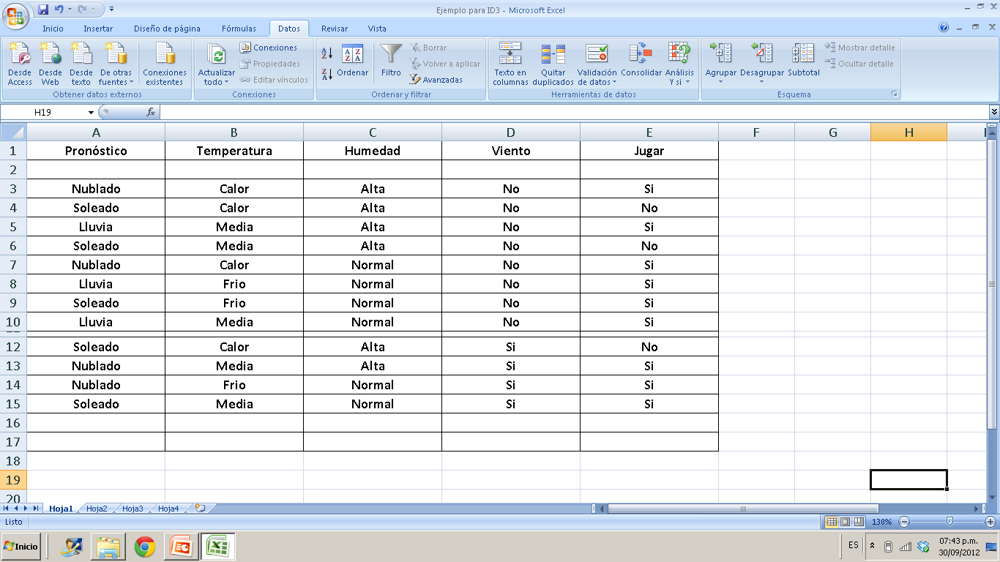 Ejemplo para ID3 - Microsoft Excel
Inicio Insertar Diseño de página Fórmulas Datos Revisar Vista
Desde Access
Desde Web
Desde texto
De otras fuentes
Conexiones existentes
Obtener datos externos
Actualizar todo
Conexiones
Propiedades
Editar vínculos
Conexiones
Ordenar
Filtro
Borrar
Volver a aplicar
Avanzadas
Ordenar y filtrar
Texto en columnas
Quitar duplicados
Validación de datos
Consolidar
Análisis Y si
Herramientas de datos
Agrupar
Desagrupar
Subtotal
Mostrar detalle
Ocultar detalle
Esquema
H19 fx
A B C D E F G H I
1 Pronóstico Temperatura Humedad Viento Jugar
2
3 Nublado Calor Alta No Si
4 Soleado Calor Alta No No
5 Lluvia Media Alta No Si
6 Soleado Media Alta No No
7 Nublado Calor Normal No Si
8 Lluvia Frio Normal No Si
9 Soleado Frio Normal No Si
10 Lluvia Media Normal No Si
12 Soleado Calor Alta Si No
13 Nublado Media Alta Si Si
14 Nublado Frio Normal Si Si
15 Soleado Media Normal Si Si
16
17
18
19
20
Hoja1 Hoja2 Hoja3 Hoja4
Listo 130%
Inicio ES 07:43 p.m.
30/09/2012